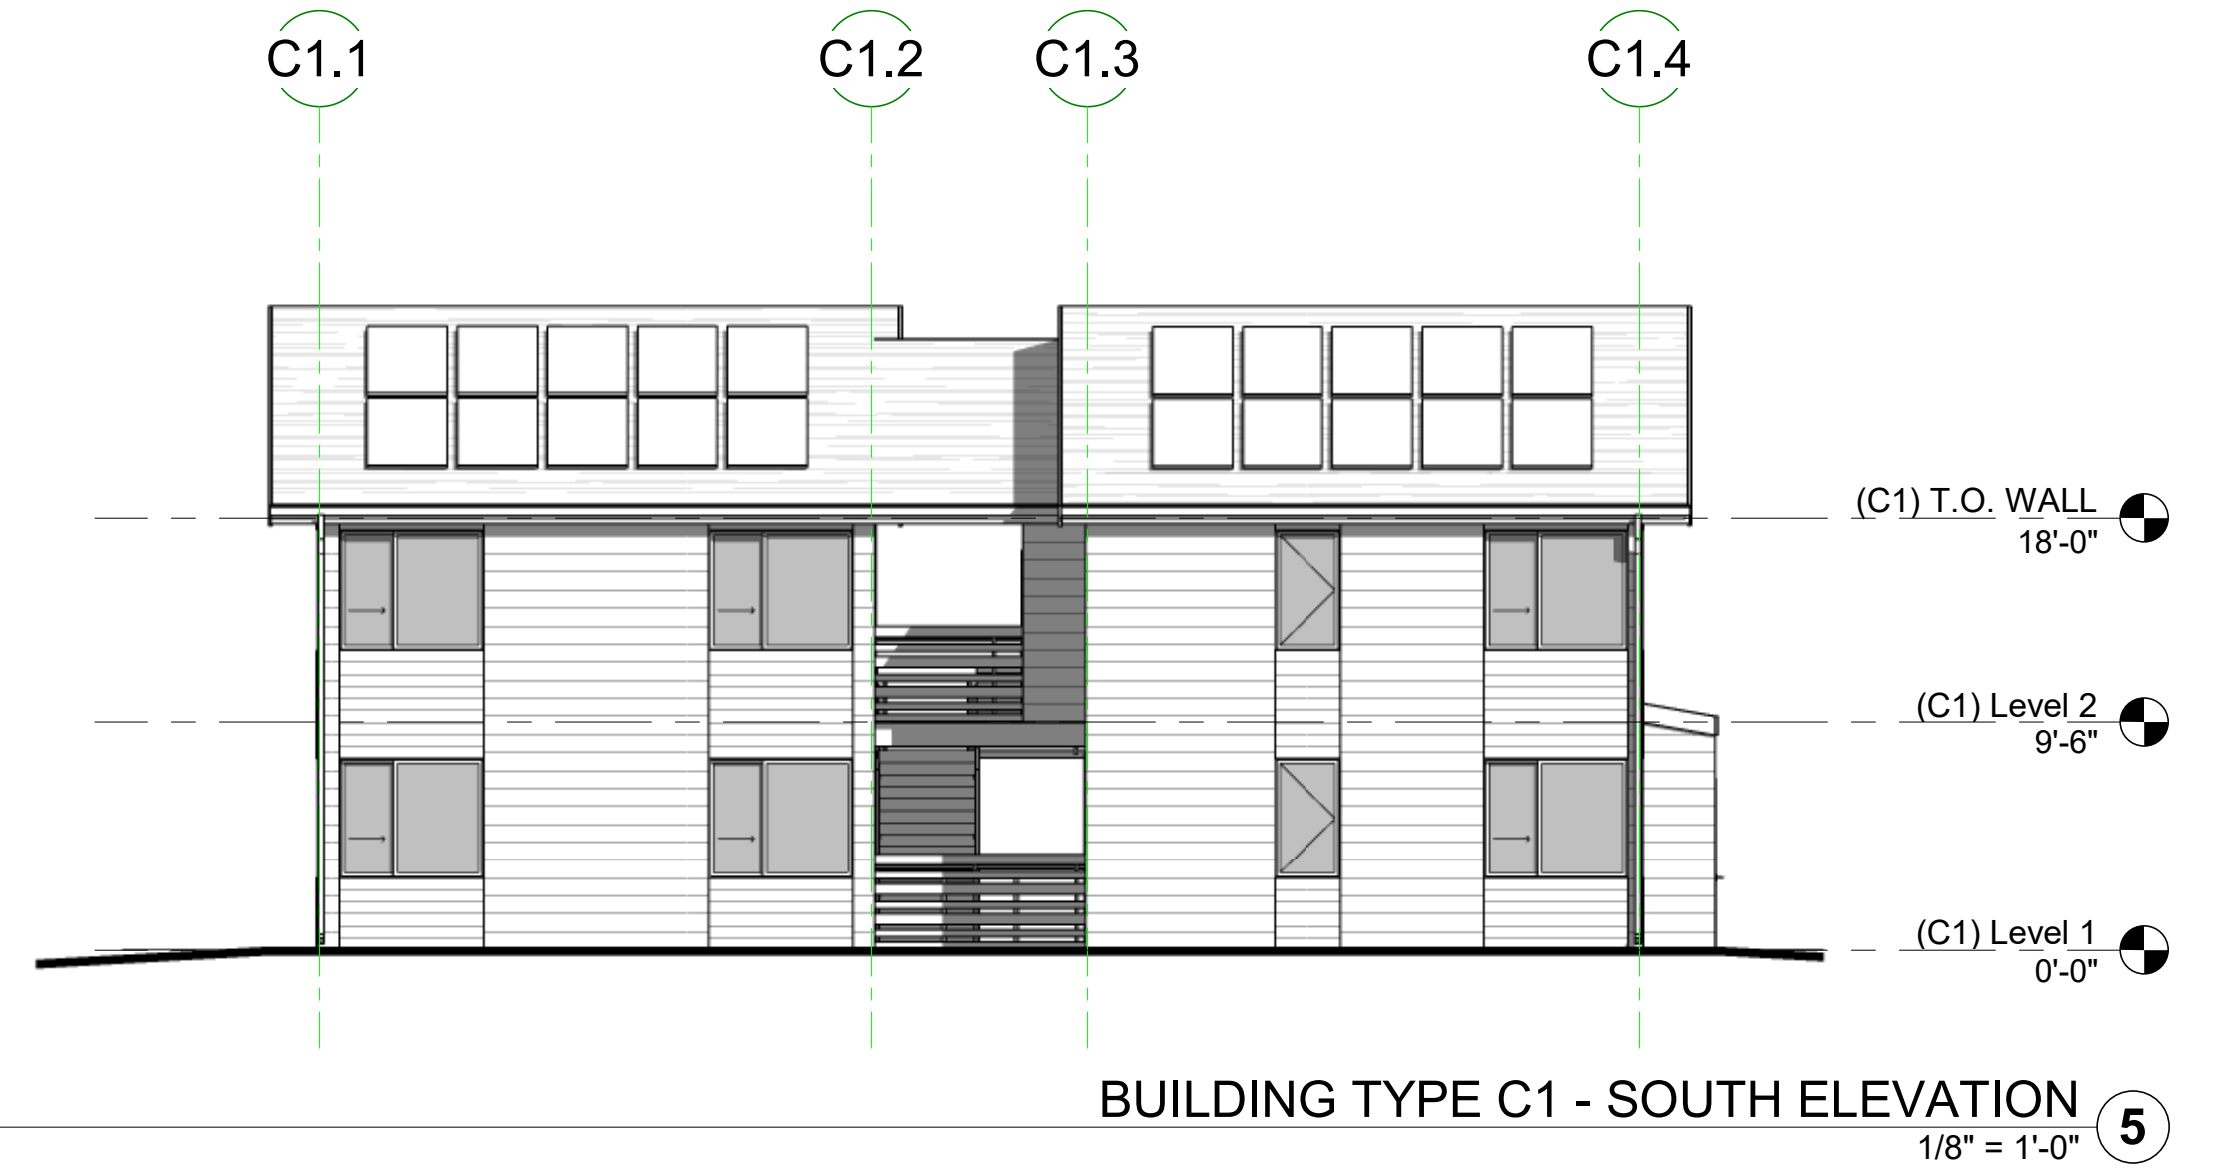 C1.1 C1.2 C1.3 C1.4
(C1) T.O. WALL
18'-0"
(C1) Level 2
9'-6"
(C1) Level 1
0'-0"
BUILDING TYPE C1 - SOUTH ELEVATION
5
1/8" = 1'-0"